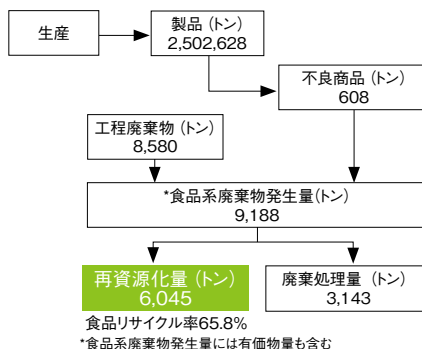 生産
製品（トン）
2,502,628
不良商品（トン）
608
工程廃棄物（トン）
8,580
*食品系廃棄物発生量（トン）
9,188
再資源化量（トン）
6,045
廃棄処理量（トン）
3,143
食品リサイクル率65.8%
*食品系廃棄物発生量には有価物量も含む